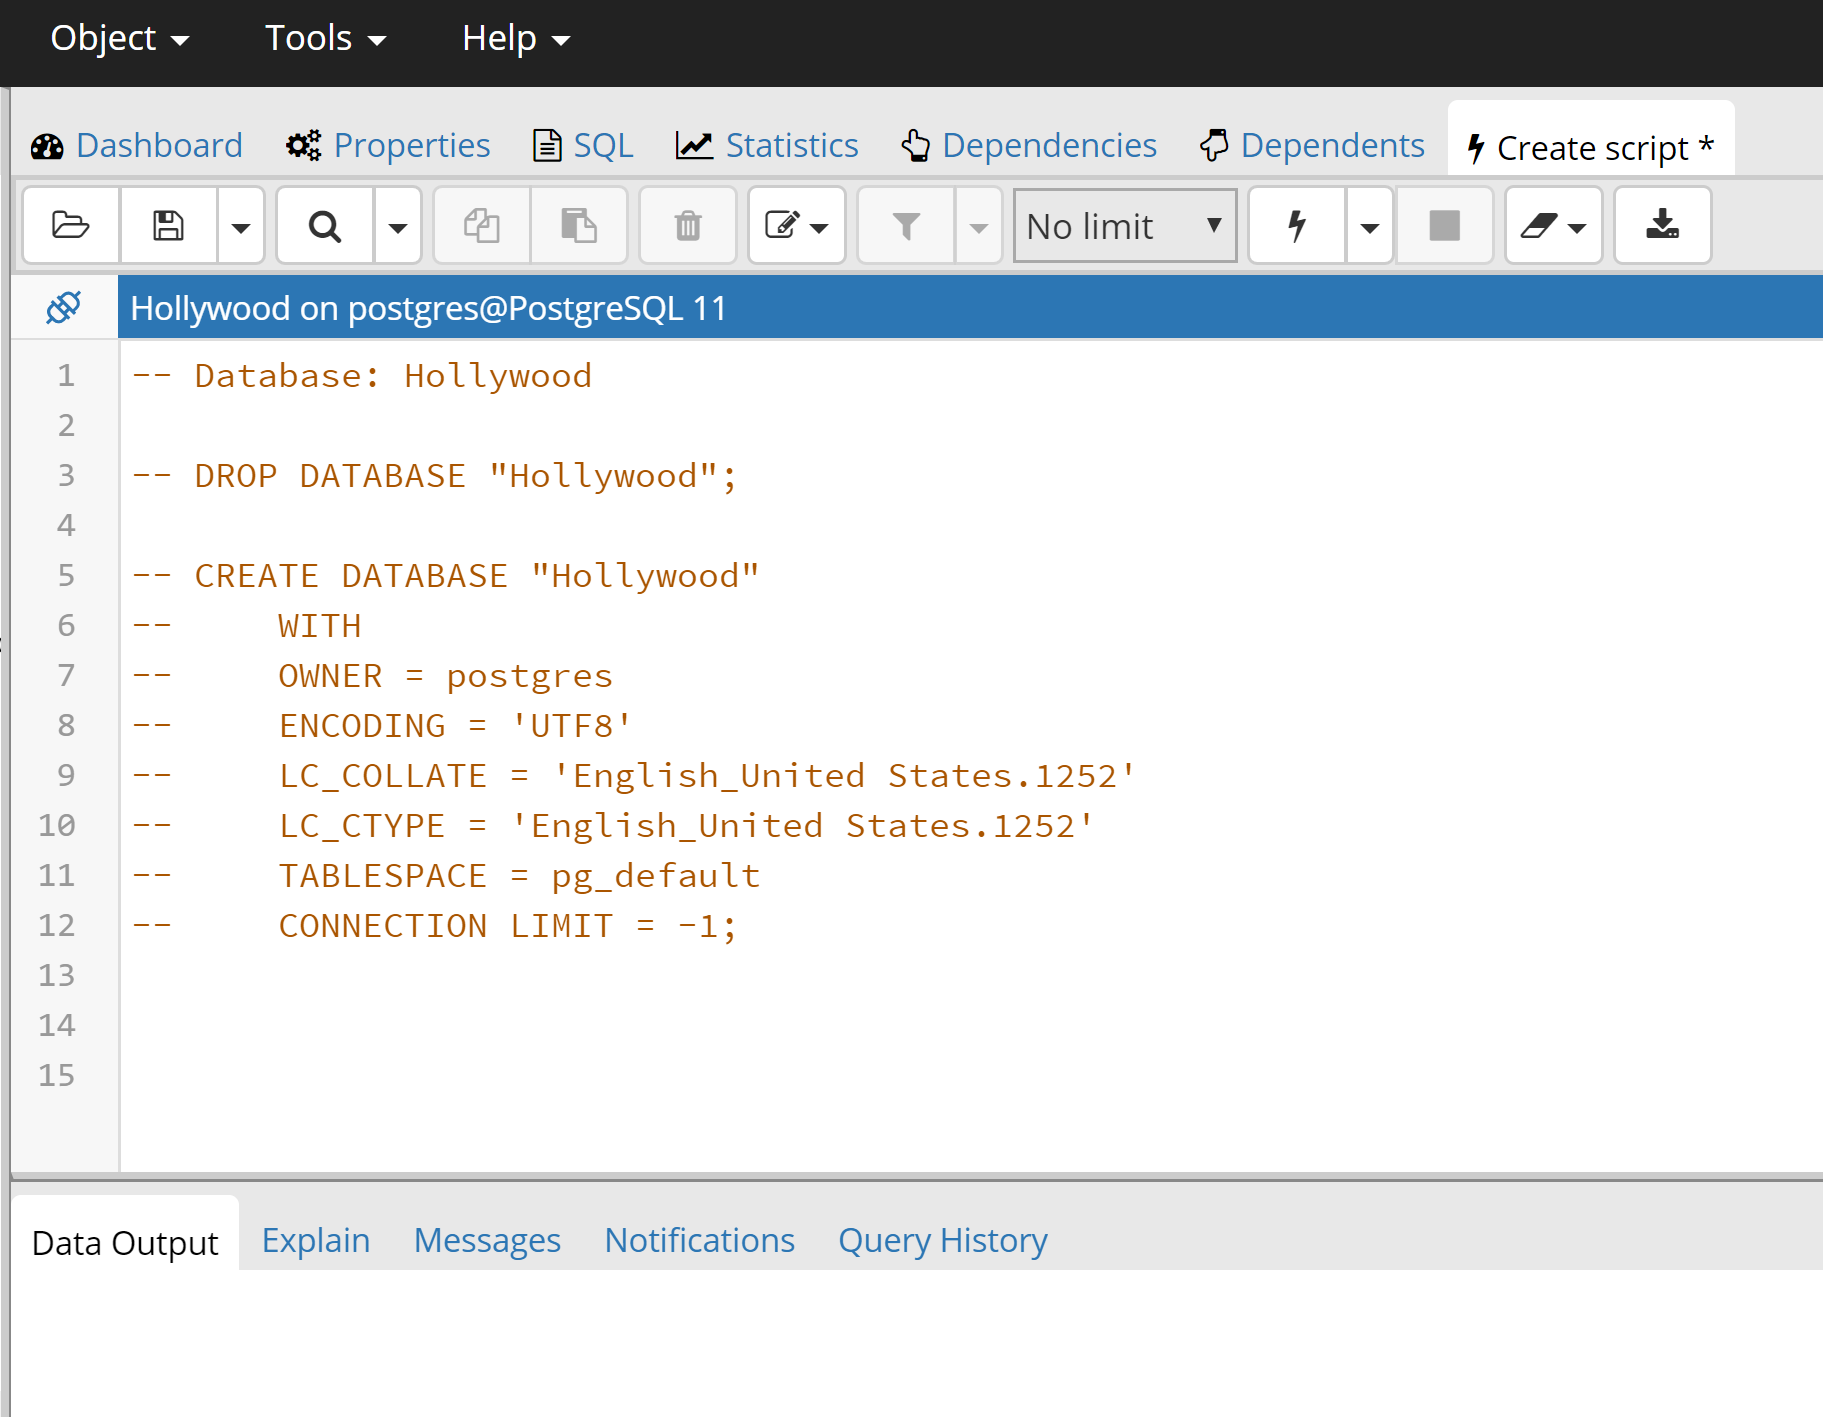 Object Tools Help
Dashboard Properties SQL Statistics Dependencies Dependents Create script *
No limit
Hollywood on postgres@PostgreSQL 11
1 -- Database: Hollywood
2
3 -- DROP DATABASE "Hollywood";
4
5 -- CREATE DATABASE "Hollywood"
6 --     WITH
7 --     OWNER = postgres
8 --     ENCODING = 'UTF8'
9 --     LC_COLLATE = 'English_United States.1252'
10 --     LC_CTYPE = 'English_United States.1252'
11 --     TABLESPACE = pg_default
12 --     CONNECTION LIMIT = -1;
13
14
15
Data Output Explain Messages Notifications Query History